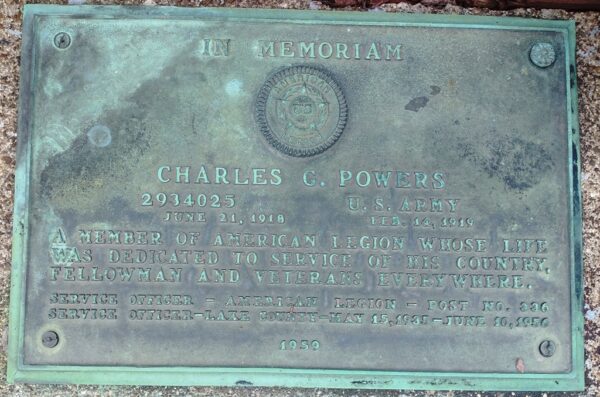 IN MEMORIAM
CHARLES C. POWERS
2934025 U.S. ARMY
JUNE 21, 1918 FEB. 14, 1919
A MEMBER OF AMERICAN LEGION WHOSE LIFE
WAS DEDICATED TO SERVICE OF HIS COUNTRY,
FELLOWMAN AND VETERANS EVERYWHERE.
SERVICE OFFICER - AMERICAN LEGION - POST NO. 336
SERVICE OFFICER-LAKE COUNTY-MAY 15, 1935-JUNE 10, 1956
1959